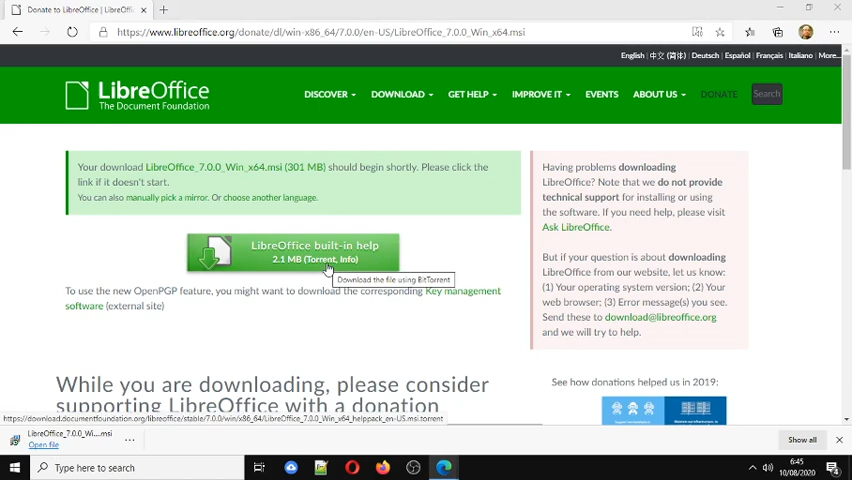 Donate to LibreOffice | LibreOffi
https://www.libreoffice.org/donate/dl/win-x86_64/7.0.0/en-US/LibreOffice_7.0.0_Win_x64.msi
English | 中文 (简体) | Deutsch | Español | Français | Italiano | More...
LibreOffice
The Document Foundation
DISCOVER DOWNLOAD GET HELP IMPROVE IT EVENTS ABOUT US DONATE Search
Your download LibreOffice_7.0.0_Win_x64.msi (301 MB) should begin shortly. Please click the
link if it doesn't start.
You can also manually pick a mirror. Or choose another language.
LibreOffice built-in help
2.1 MB (Torrent, Info)
Download the file using BitTorrent
To use the new OpenPGP feature, you might want to download the corresponding Key management
software (external site)
Having problems downloading
LibreOffice? Note that we do not provide
technical support for installing or using
the software. If you need help, please visit
Ask LibreOffice.
But if your question is about downloading
LibreOffice from our website, let us know:
(1) Your operating system version; (2) Your
web browser; (3) Error message(s) you see.
Send these to download@libreoffice.org
and we will try to help.
While you are downloading, please consider
supporting LibreOffice with a donation
See how donations helped us in 2019:
https://download.documentfoundation.org/libreoffice/stable/7.0.0/win/x86_64/LibreOffice_7.0.0_Win_x64_helppack_en-US.msi.torrent
LibreOffice_7.0.0_Win....msi
Open file
Show all
Type here to search
6:45
10/08/2020
4